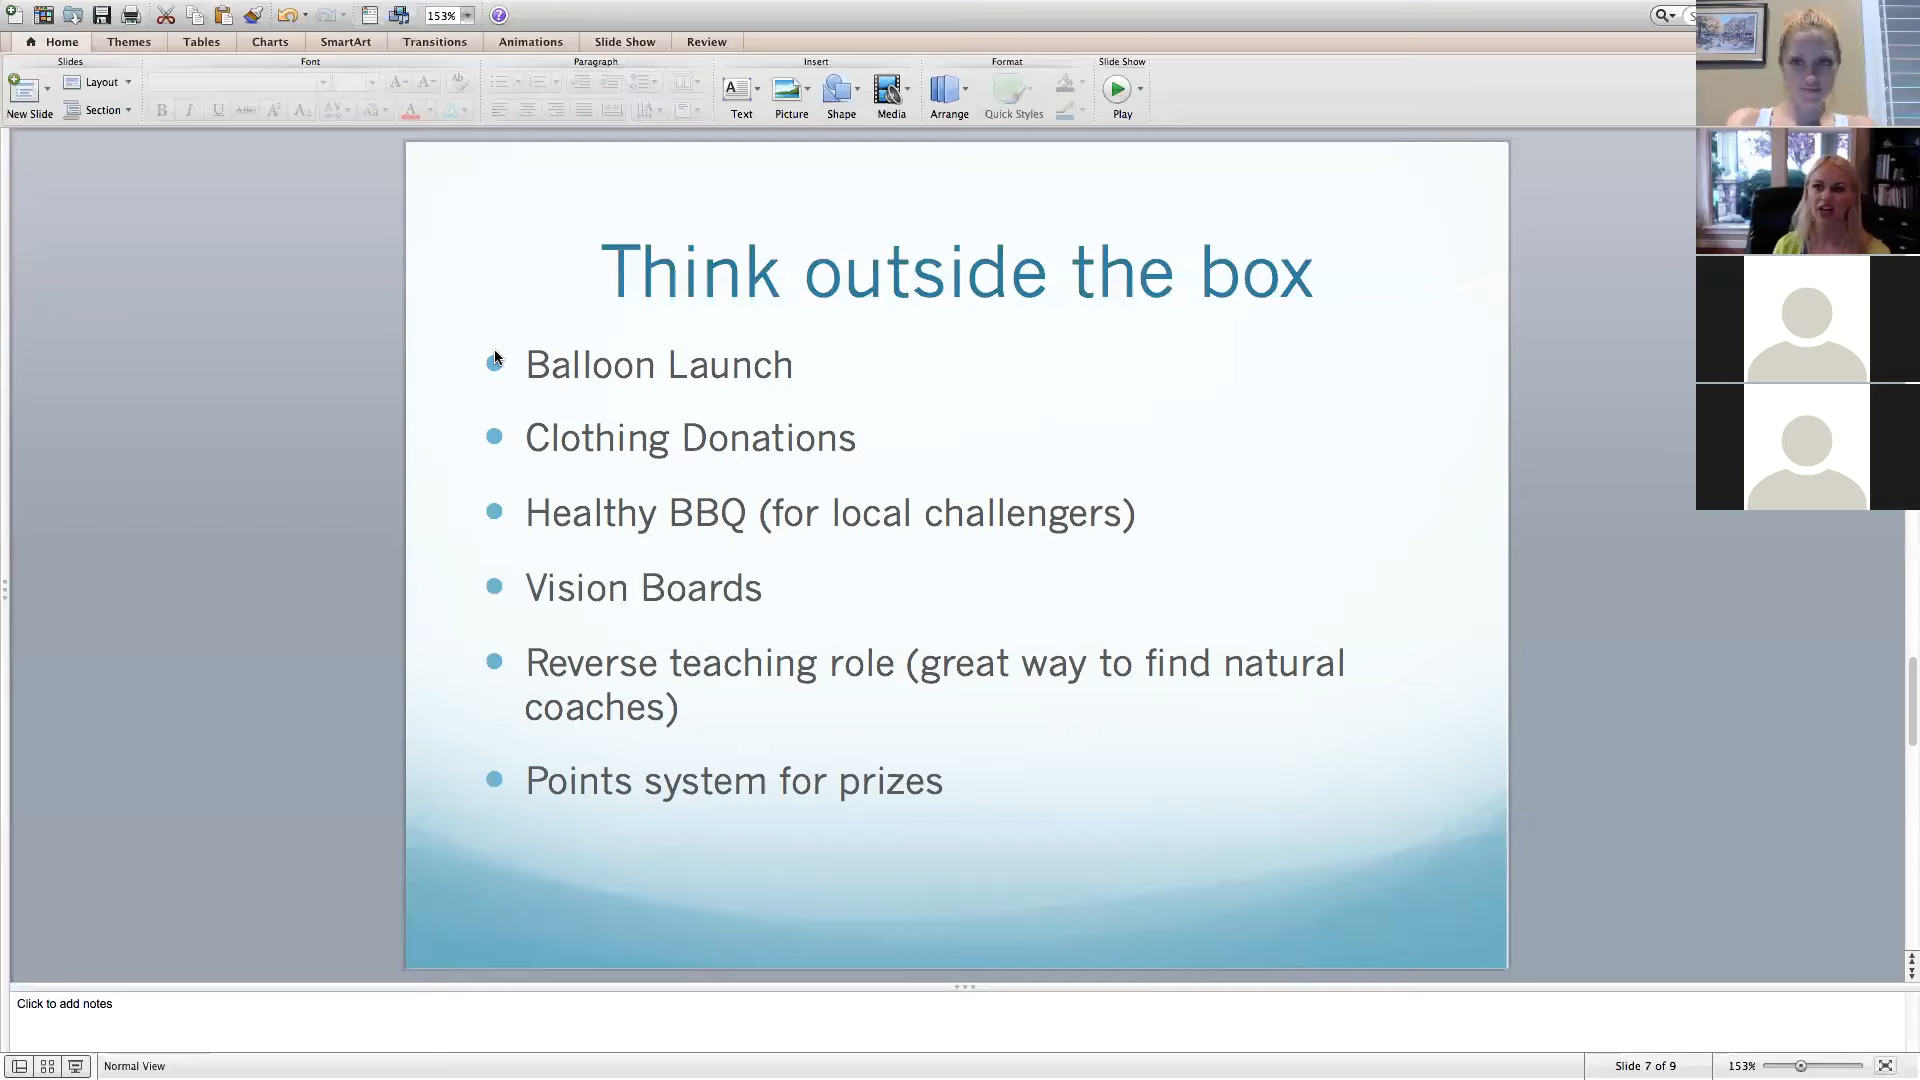 153%
Home Themes Tables Charts SmartArt Transitions Animations Slide Show Review
Slides Font Paragraph Insert Format Slide Show
New Slide
Layout
Section
Text Picture Shape Media Arrange Quick Styles Play
Think outside the box
Balloon Launch
Clothing Donations
Healthy BBQ (for local challengers)
Vision Boards
Reverse teaching role (great way to find natural
coaches)
Points system for prizes
Click to add notes
Normal View Slide 7 of 9 153%